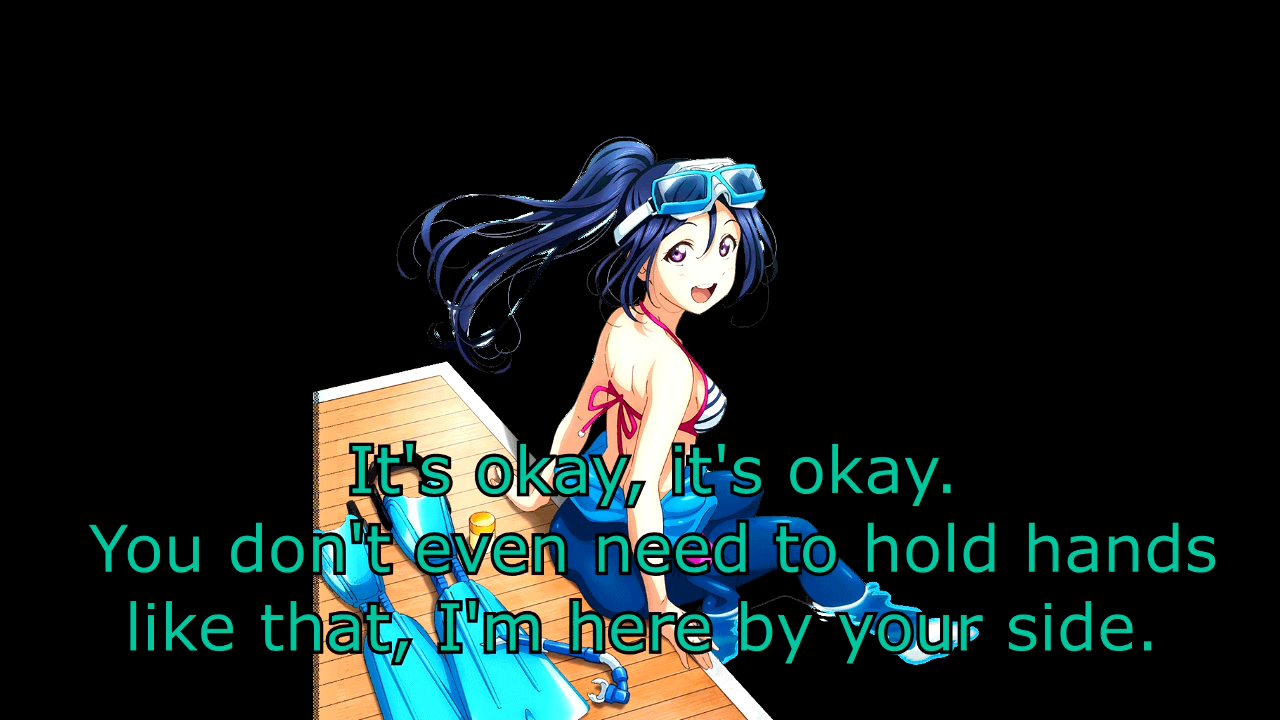 It's okay, it's okay.
You don't even need to hold hands
like that, I'm here by your side.